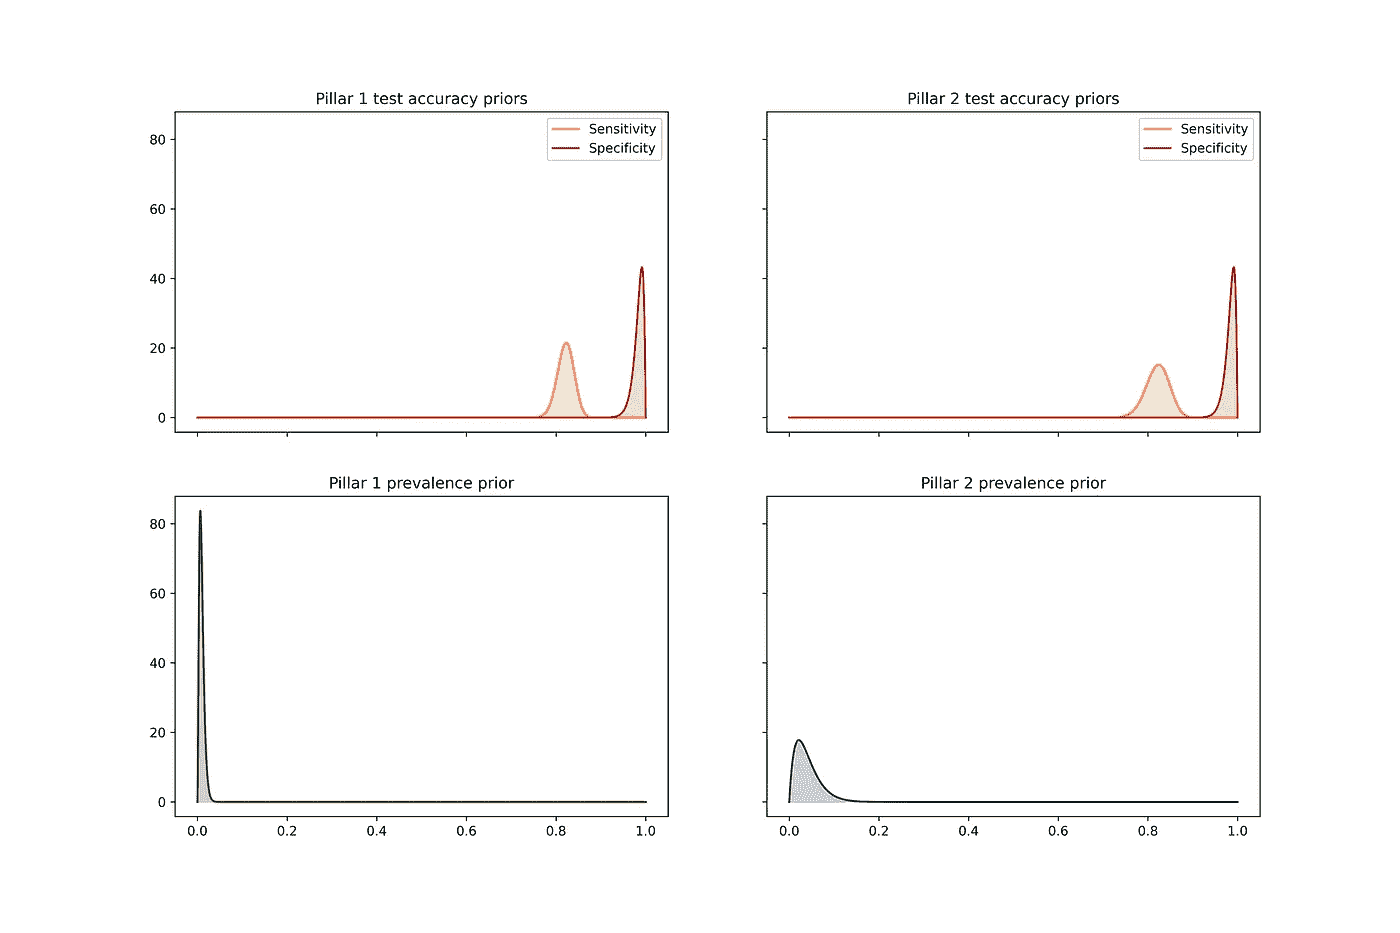 Pillar 1 test accuracy priors
Pillar 2 test accuracy priors
80
60
40
20
0
Sensitivity
Specificity
Sensitivity
Specificity
Pillar 1 prevalence prior
Pillar 2 prevalence prior
80
60
40
20
0
0.0 0.2 0.4 0.6 0.8 1.0
0.0 0.2 0.4 0.6 0.8 1.0